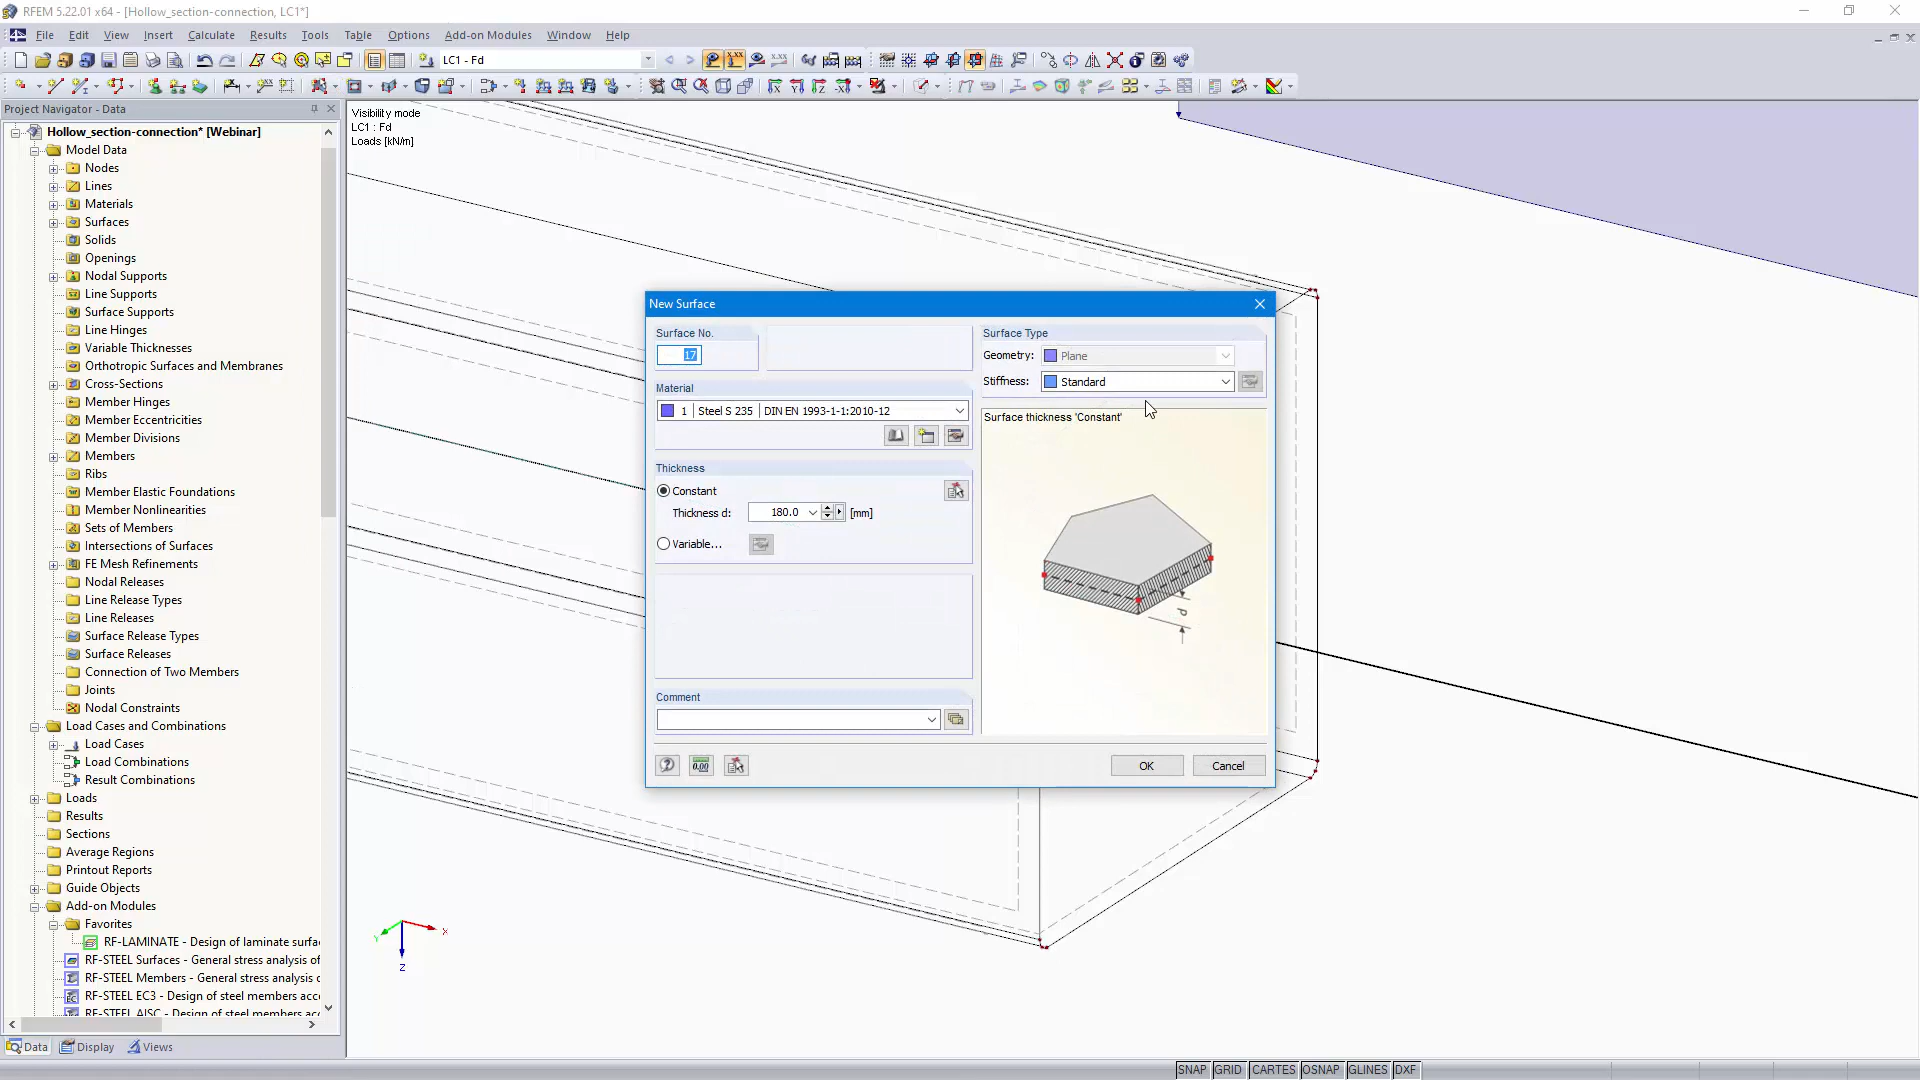 RFEM 5.22.01 x64 - [Hollow_section-connection, LC1*]
File Edit View Insert Calculate Results Tools Table Options Add-on Modules Window Help
LC1 - Fd
Project Navigator - Data
Hollow_section-connection* [Webinar]
Model Data
Nodes
Lines
Materials
Surfaces
Solids
Openings
Nodal Supports
Line Supports
Surface Supports
Line Hinges
Variable Thicknesses
Orthotropic Surfaces and Membranes
Cross-Sections
Member Hinges
Member Eccentricities
Member Divisions
Members
Ribs
Member Elastic Foundations
Member Nonlinearities
Sets of Members
Intersections of Surfaces
FE Mesh Refinements
Nodal Releases
Line Release Types
Line Releases
Surface Release Types
Surface Releases
Connection of Two Members
Joints
Nodal Constraints
Load Cases and Combinations
Load Cases
Load Combinations
Result Combinations
Loads
Results
Sections
Average Regions
Printout Reports
Guide Objects
Add-on Modules
Favorites
RF-LAMINATE - Design of laminate surfa
RF-STEEL Surfaces - General stress analysis of
RF-STEEL Members - General stress analysis c
RF-STEEL EC3 - Design of steel members acc
RF-STEEL AISC - Design of steel members acc
Data Display Views
Visibility mode
LC1 : Fd
Loads [kN/m]
X
Y
Z
New Surface
Surface No.
17
Material
1 Steel S 235 DIN EN 1993-1-1:2010-12
Thickness
Constant
Thickness d: 180.0 [mm]
Variable...
Comment
Surface Type
Geometry: Plane
Stiffness: Standard
Surface thickness 'Constant'
d
0.00
OK Cancel
SNAP GRID CARTES OSNAP GLINES DXF